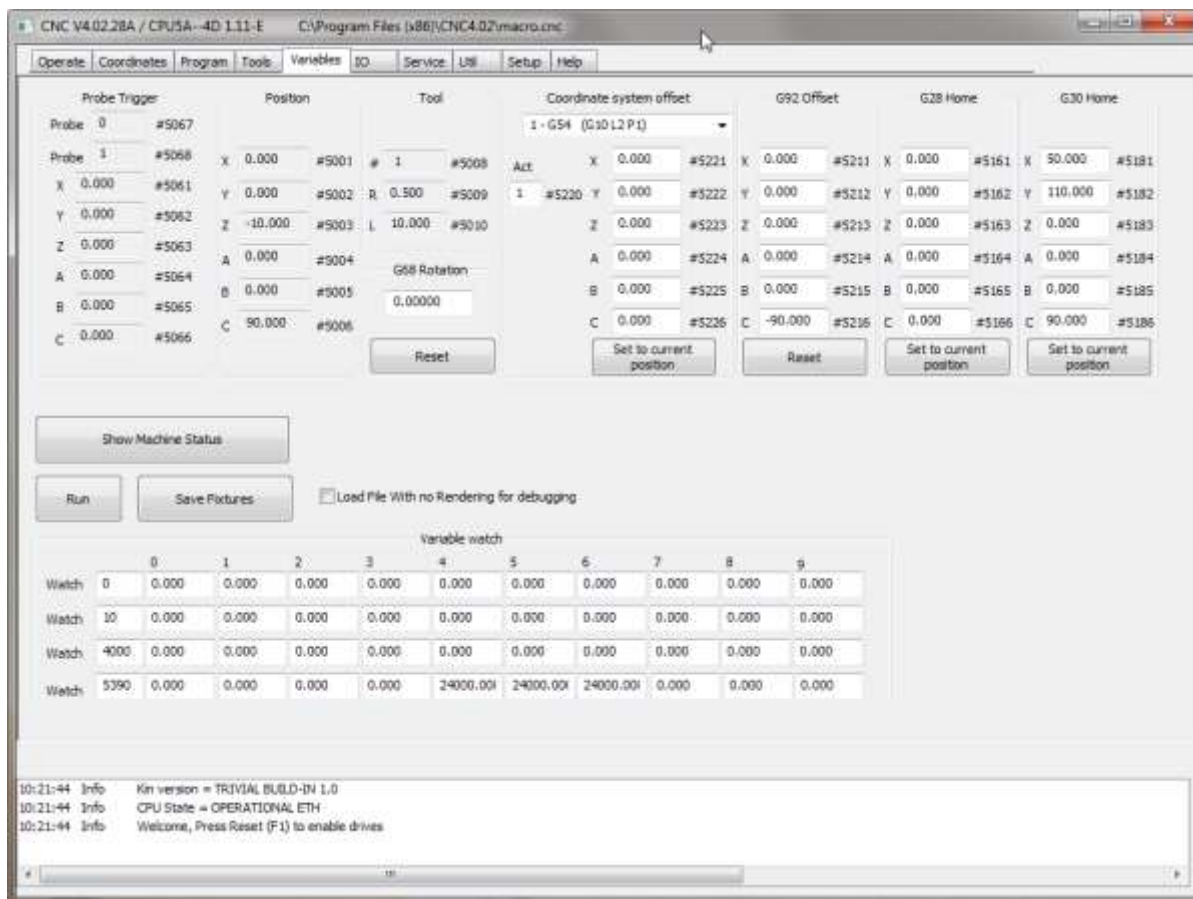 CNC V4.02.28A / CPU5A--4D 1.11-E C:\Program Files (x86)\CNC4.02\macro.cnc
Operate Coordinates Program Tools Variables IO Service Util Setup Help
Probe Trigger Position Tool Coordinate system offset G92 Offset G28 Home G30 Home
Probe 0 #5067 1 - G54 (G10 L2 P1)
Probe 1 #5068 X 0.000 #5001 # 1 #5008 Act X 0.000 #5221 X 0.000 #5211 X 0.000 #5161 X 50.000 #5181
X 0.000 #5061 Y 0.000 #5002 R 0.500 #5009 1 #5220 Y 0.000 #5222 Y 0.000 #5212 Y 0.000 #5162 Y 110.000 #5182
Y 0.000 #5062 Z -10.000 #5003 L 10.000 #5010 Z 0.000 #5223 Z 0.000 #5213 Z 0.000 #5163 Z 0.000 #5183
Z 0.000 #5063 A 0.000 #5004 A 0.000 #5224 A 0.000 #5214 A 0.000 #5164 A 0.000 #5184
A 0.000 #5064 B 0.000 #5005 G68 Rotation B 0.000 #5225 B 0.000 #5215 B 0.000 #5165 B 0.000 #5185
B 0.000 #5065 C 90.000 #5006 0.00000 C 0.000 #5226 C -90.000 #5216 C 0.000 #5166 C 90.000 #5186
C 0.000 #5066
Reset Set to current position Reset Set to current position Set to current position
Show Machine Status
Run Save Fixtures Load File With no Rendering for debugging
Variable watch
0 1 2 3 4 5 6 7 8 9
Watch 0 0.000 0.000 0.000 0.000 0.000 0.000 0.000 0.000 0.000 0.000
Watch 10 0.000 0.000 0.000 0.000 0.000 0.000 0.000 0.000 0.000 0.000
Watch 4000 0.000 0.000 0.000 0.000 0.000 0.000 0.000 0.000 0.000 0.000
Watch 5390 0.000 0.000 0.000 0.000 24000.00 24000.00 24000.00 0.000 0.000 0.000
10:21:44 Info Kin version = TRIVIAL BUILD-IN 1.0
10:21:44 Info CPU State = OPERATIONAL ETH
10:21:44 Info Welcome, Press Reset (F1) to enable drives